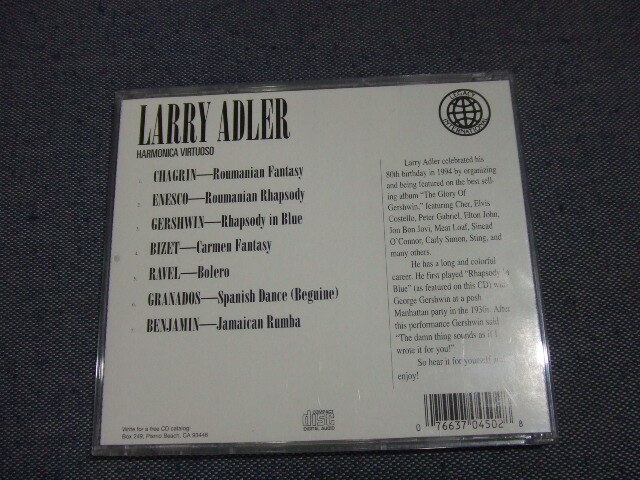 LARRY ADLER
HARMONICA VIRTUOSO
CHAGRIN—Roumanian Fantasy
ENESCO—Roumanian Rhapsody
GERSHWIN—Rhapsody in Blue
BIZET—Carmen Fantasy
RAVEL—Bolero
GRANADOS—Spanish Dance (Beguine)
BENJAMIN—Jamaican Rumba
Write for a free CD catalog:
Box 249, Pismo Beach, CA 93448
COMPACT
disc
DIGITAL AUDIO
LEGACY
INTERNATIONAL
Larry Adler celebrated his
80th birthday in 1994 by organizing
and being featured on the best sell-
ing album "The Glory Of
Gershwin," featuring Cher, Elvis
Costello, Peter Gabriel, Elton John,
Jon Bon Jovi, Meat Loaf, Sinead
O'Connor, Carly Simon, Sting, and
many others.
He has a long and colorful
career. He first played "Rhapsody In
Blue" (as featured on this CD) with
George Gershwin at a posh
Manhattan party in the 1930s. After
this performance Gershwin said
"The damn thing sounds as if I
wrote it for you!"
So hear it for yourself
enjoy!
0 76637 04502 8